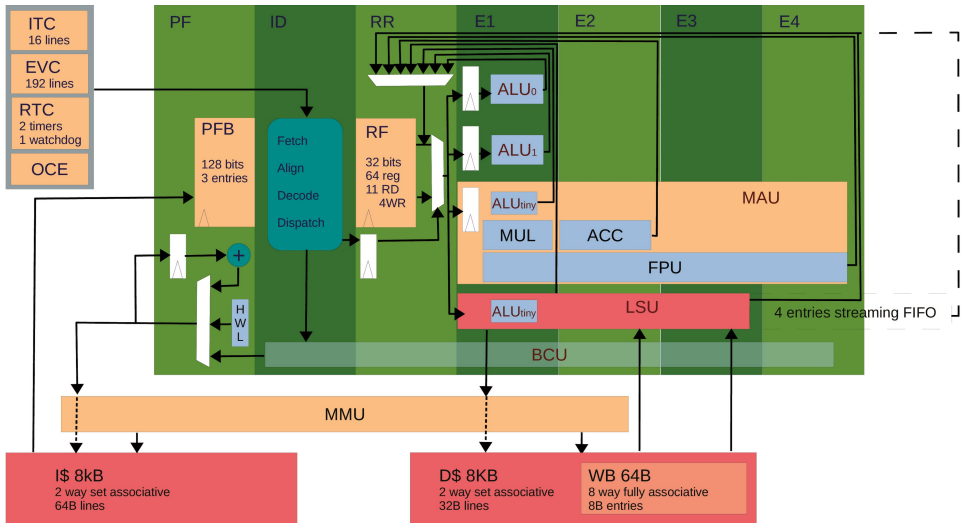 PF
ID
RR
E1
E2
E3
E4
ITC
16 lines
EVC
192 lines
RTC
2 timers
1 watchdog
OCE
PFB
128 bits
3 entries
Fetch
Align
Decode
Dispatch
RF
32 bits
64 reg
11 RD
4WR
ALU0
ALU1
MAU
ALUtiny
MUL
ACC
FPU
ALUtiny
LSU
4 entries streaming FIFO
+
H
W
L
BCU
MMU
I$ 8kB
2 way set associative
64B lines
D$ 8KB
2 way set associative
32B lines
WB 64B
8 way fully associative
8B entries